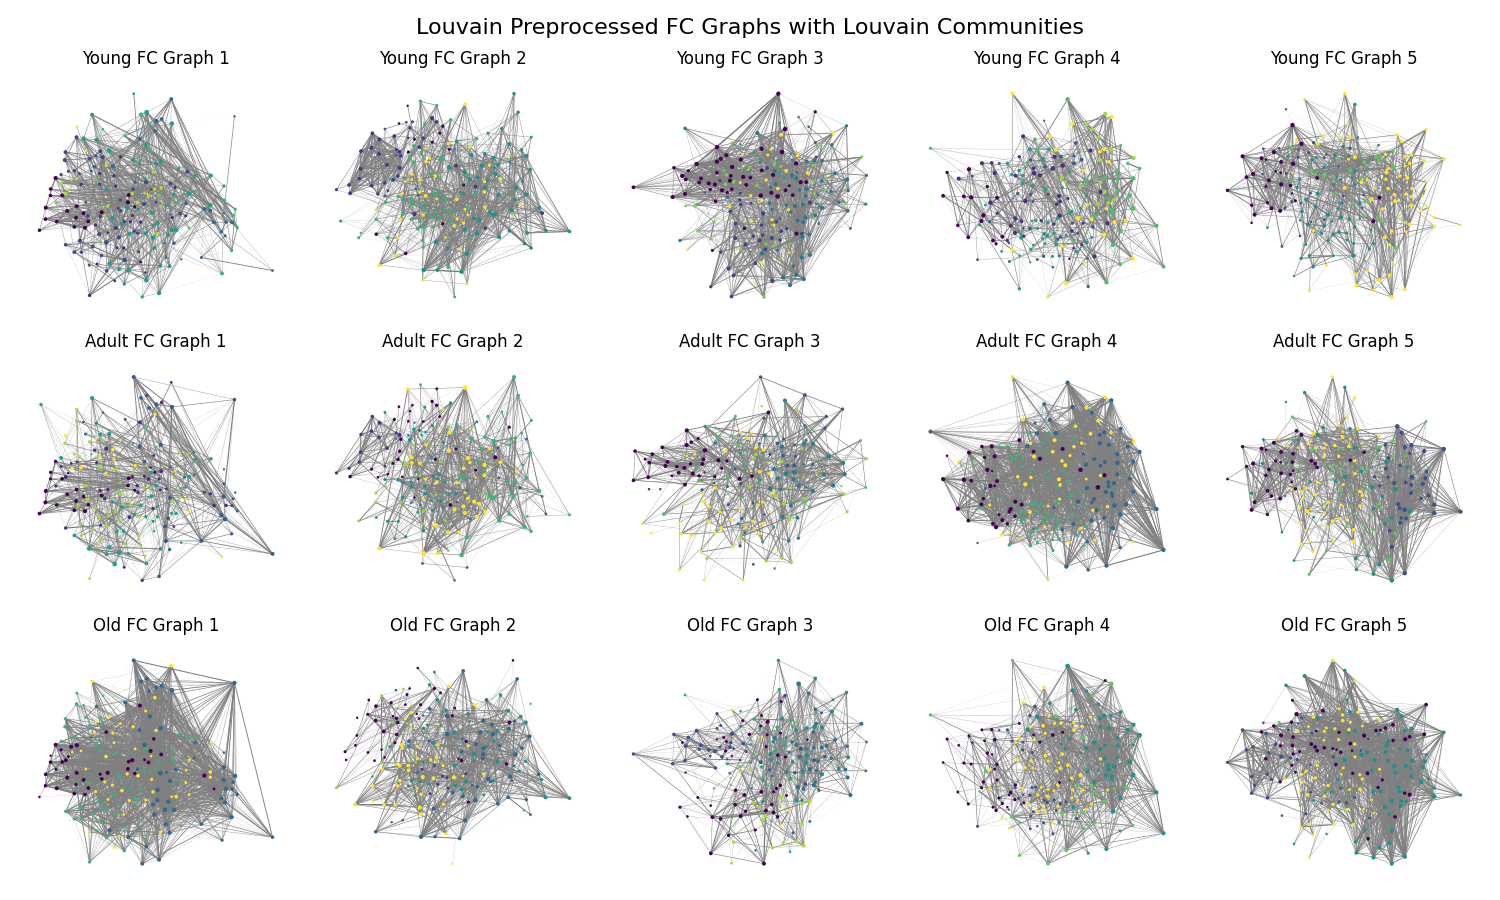 Louvain Preprocessed FC Graphs with Louvain Communities
Young FC Graph 1
Young FC Graph 2
Young FC Graph 3
Young FC Graph 4
Young FC Graph 5
Adult FC Graph 1
Adult FC Graph 2
Adult FC Graph 3
Adult FC Graph 4
Adult FC Graph 5
Old FC Graph 1
Old FC Graph 2
Old FC Graph 3
Old FC Graph 4
Old FC Graph 5